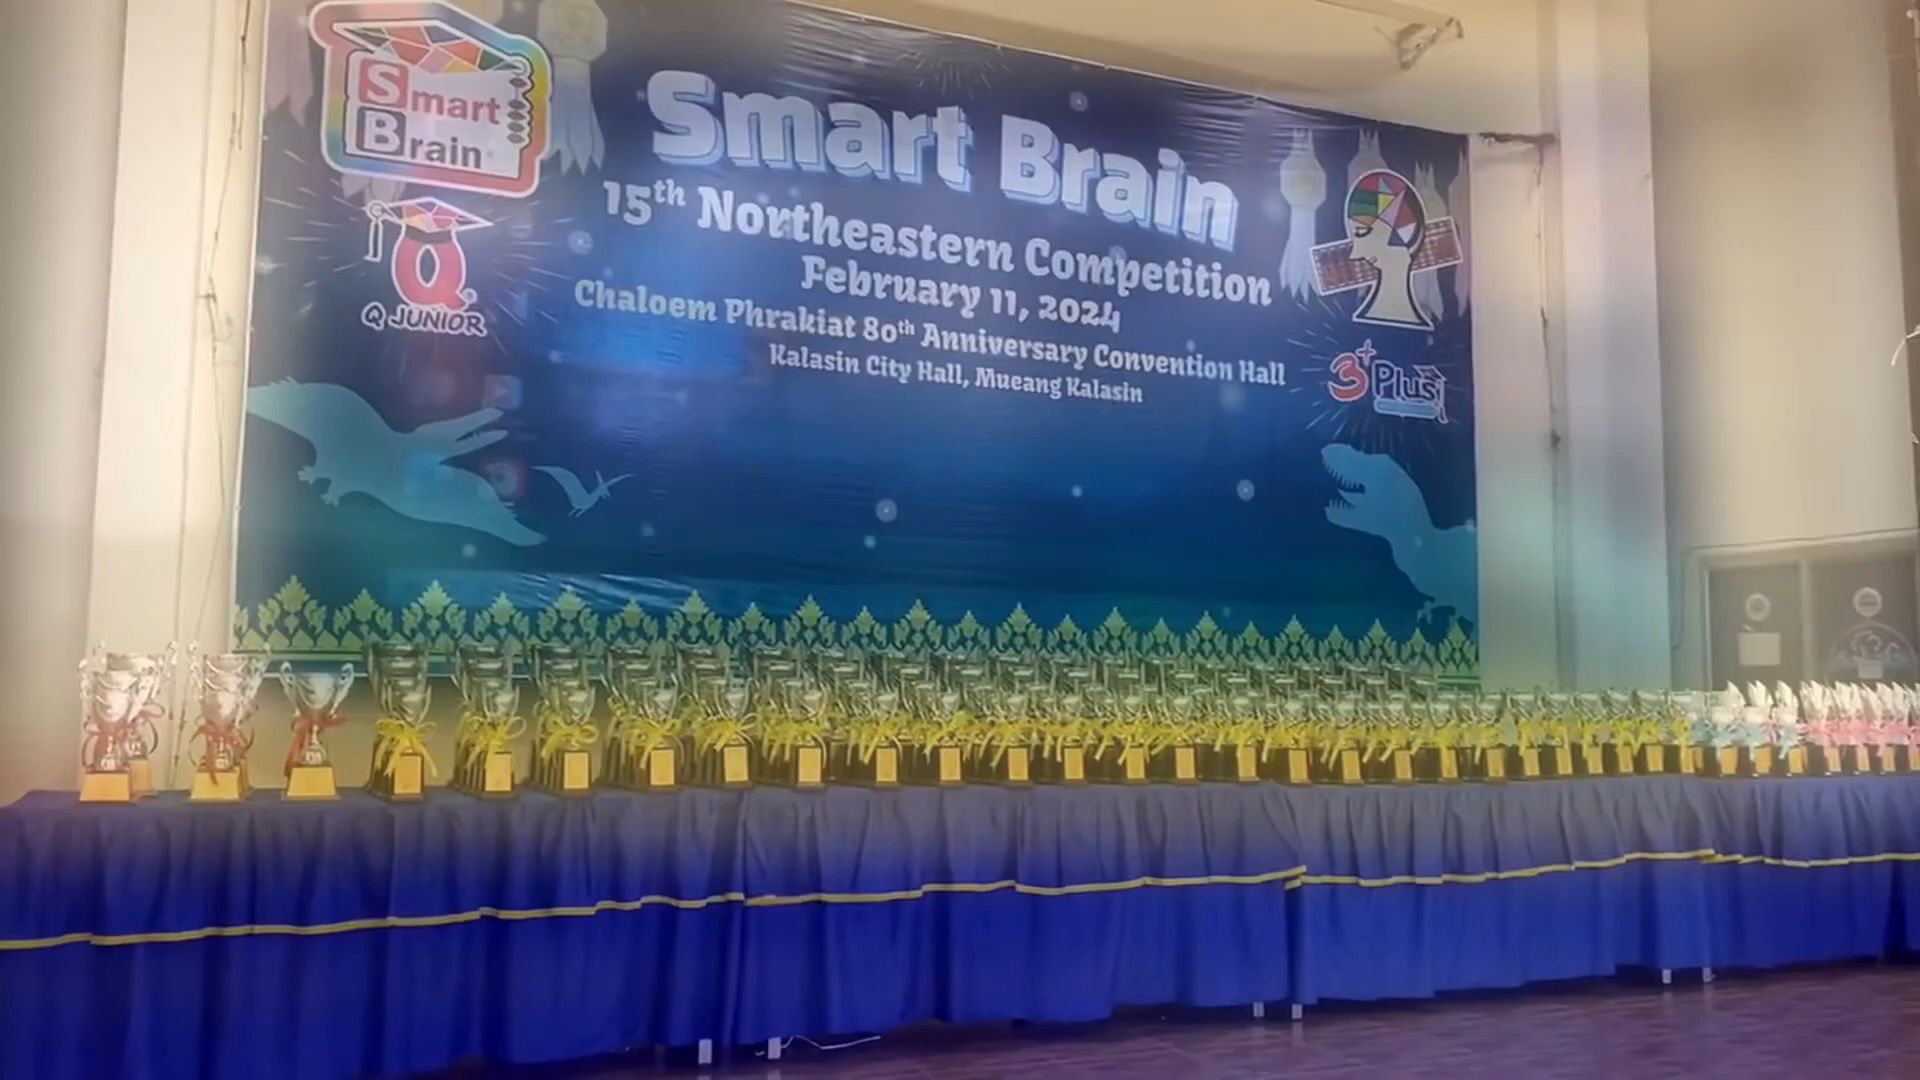 Smart
Brain
Q JUNIOR
Smart Brain
15th Northeastern Competition
February 11, 2024
Chaloem Phrakiat 80th Anniversary Convention Hall
Kalasin City Hall, Mueang Kalasin
3+Plus